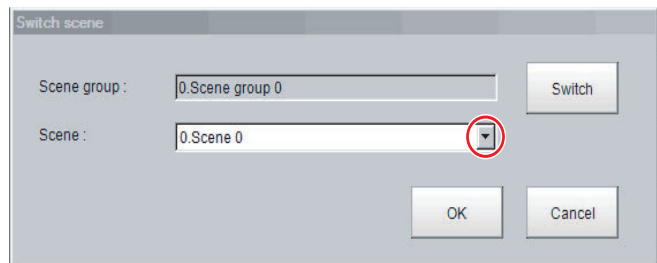 Switch scene
Scene group : 0.Scene group 0 Switch
Scene : 0.Scene 0
OK Cancel